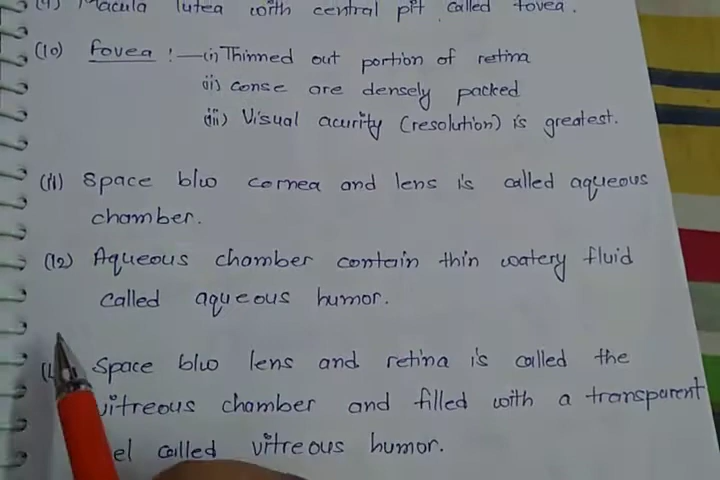 (9) Macula lutea with central pit called fovea.
(10) Fovea :— (i) Thinned out portion of retina
(ii) conse are densely packed
(iii) Visual acurity (resolution) is greatest.
(11) Space b/w cornea and lens is called aqueous
chamber.
(12) Aqueous chamber contain thin watery fluid
called aqueous humor.
Space b/w lens and retina is called the
vitreous chamber and filled with a transparent
gel called vitreous humor.